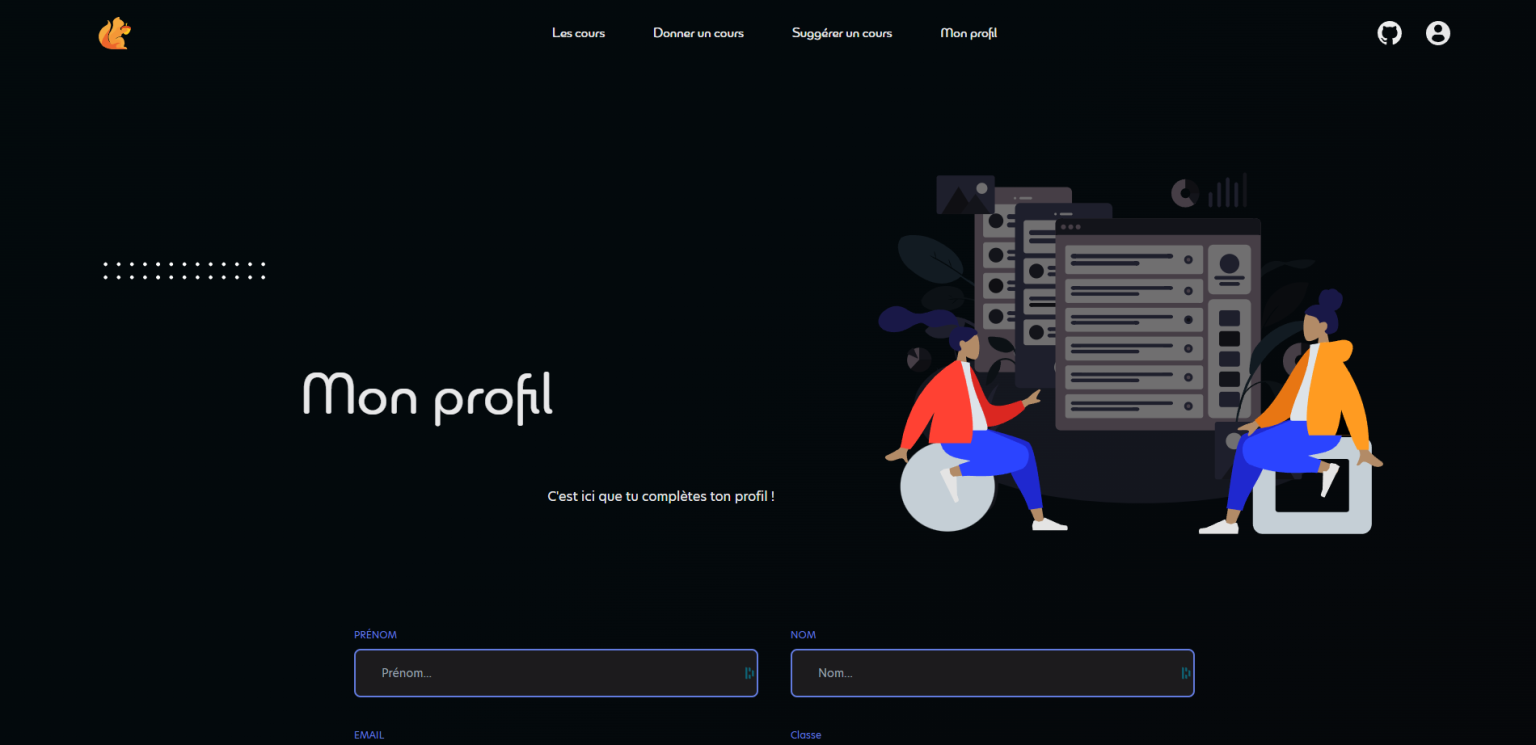 Les cours
Donner un cours
Suggérer un cours
Mon profil
Mon profil
C'est ici que tu complètes ton profil !
PRÉNOM
NOM
Prénom...
Nom...
EMAIL
Classe